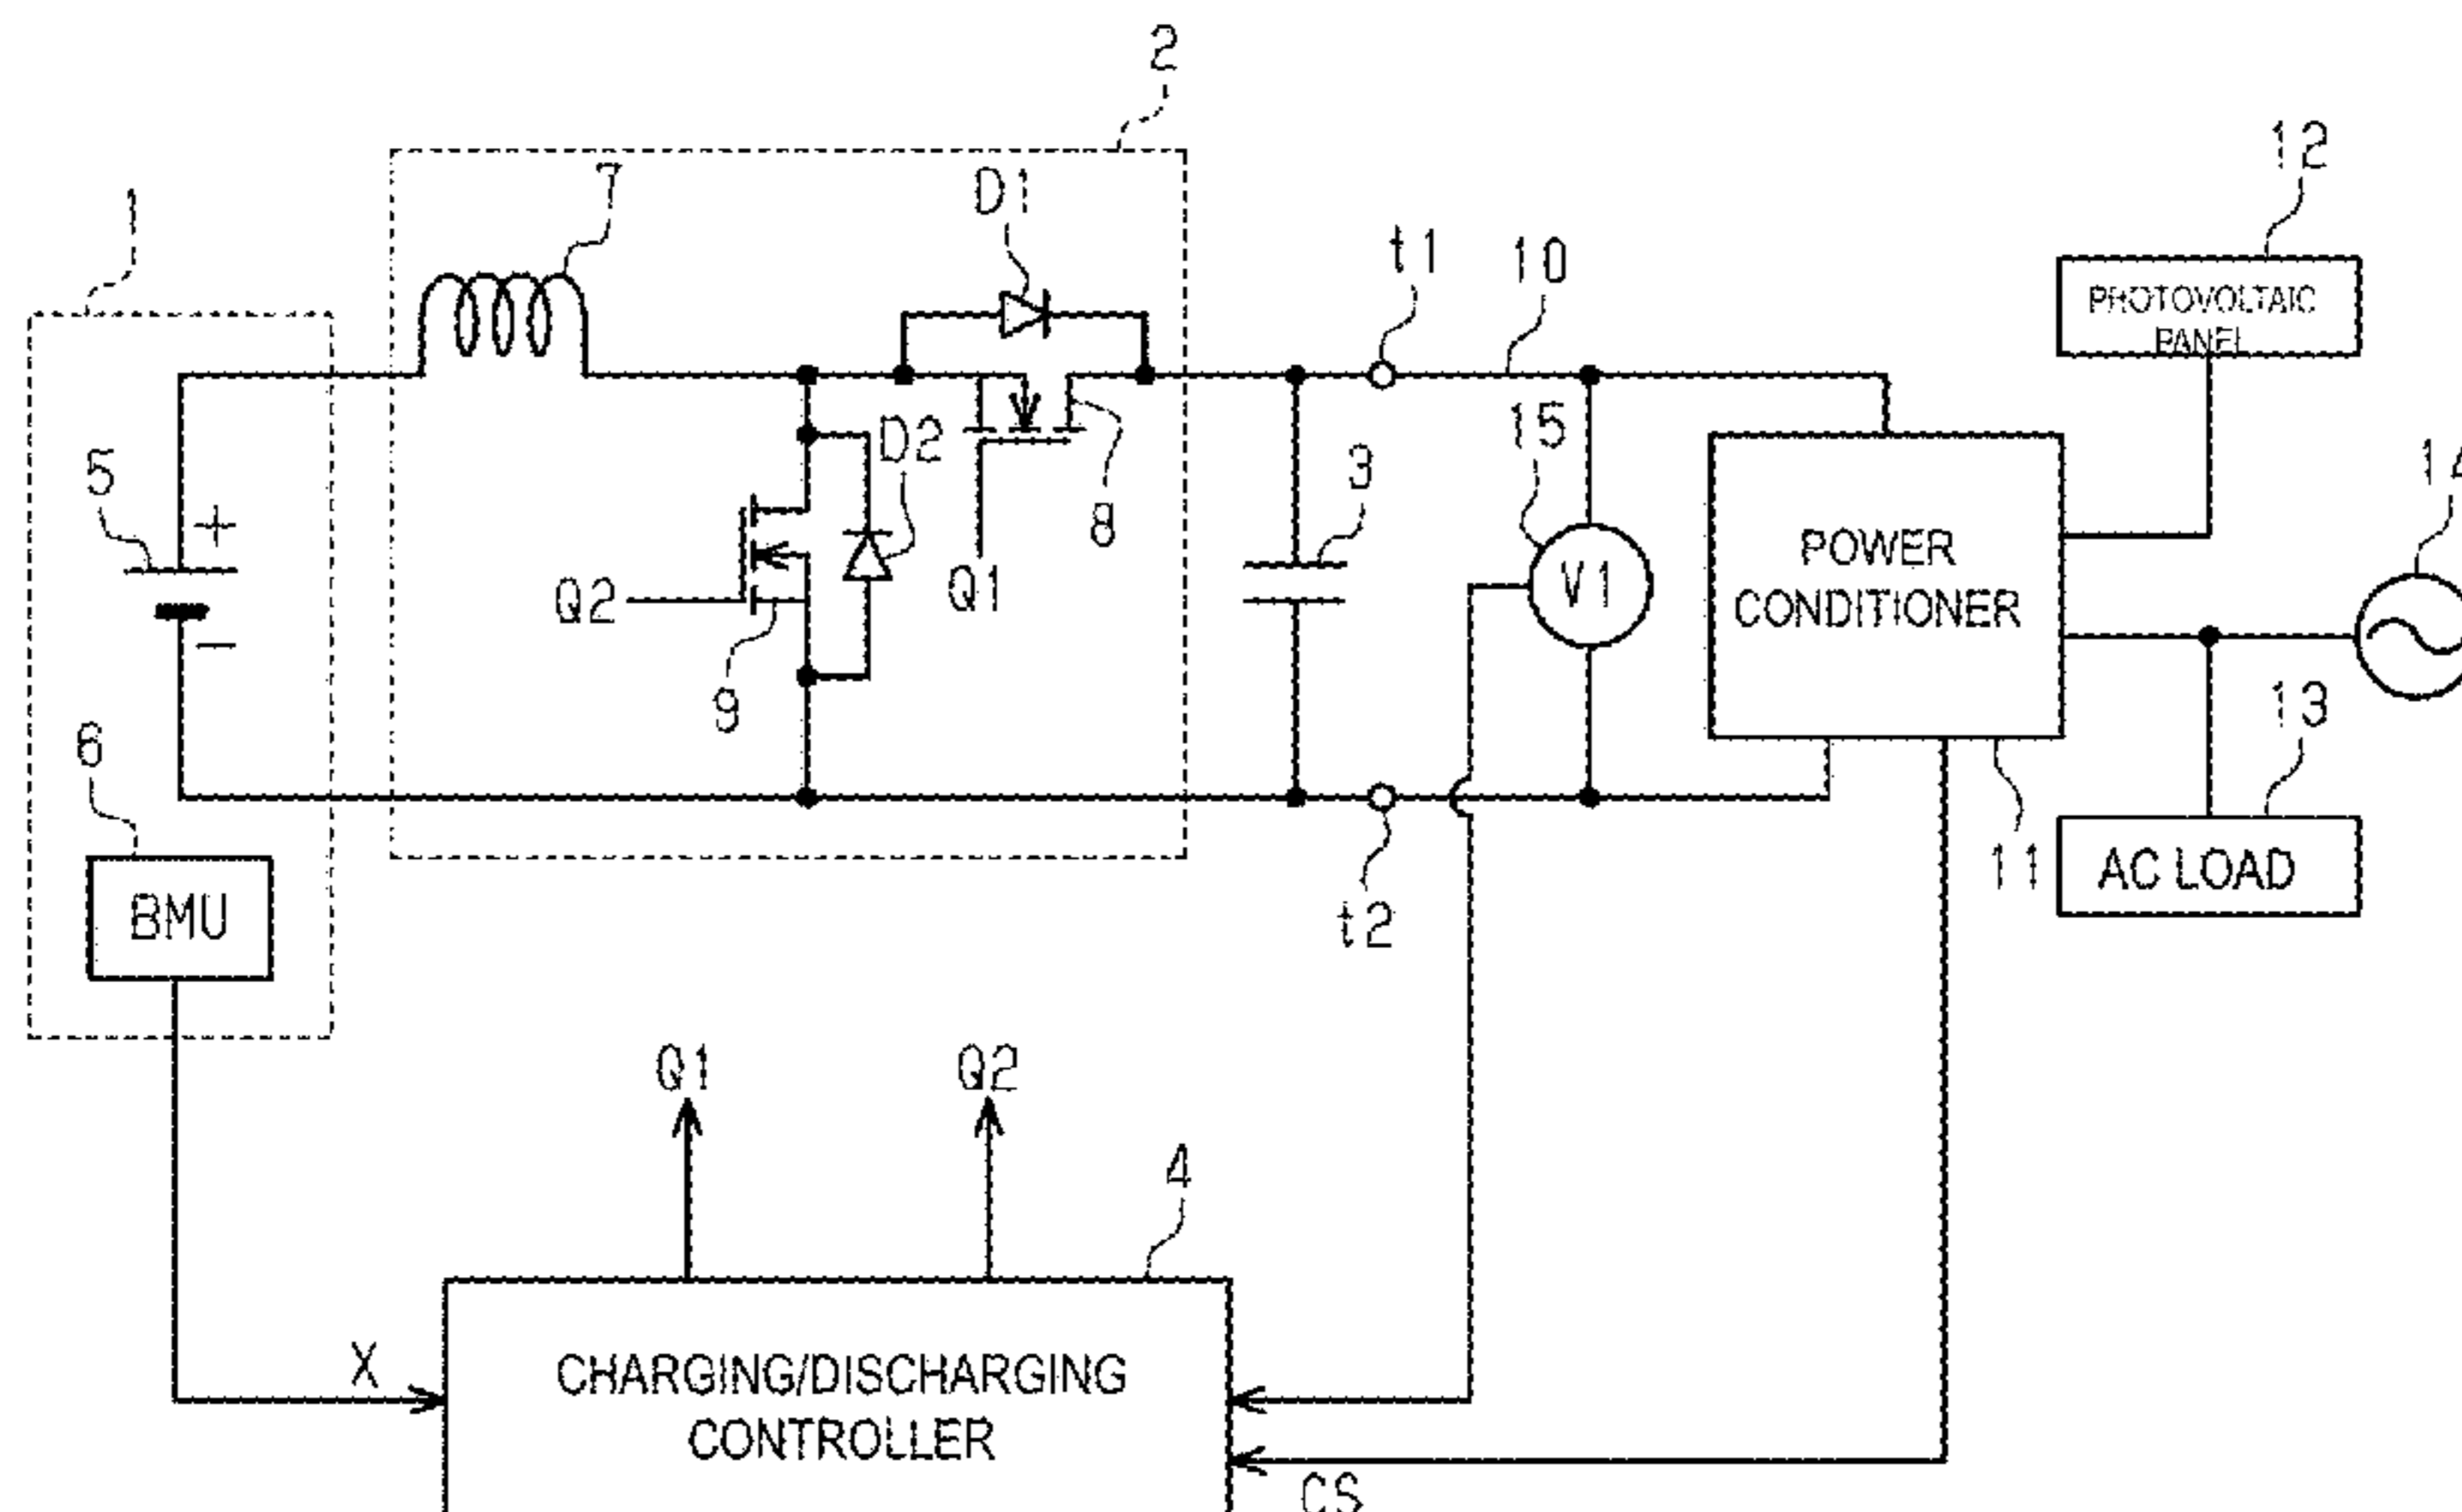 2
12
7
D1
1
t1
10
PHOTOVOLTAIC
PANEL
15
D2
14
5
+
3
8
POWER
CONDITIONER
Q2
Q1
V1
−
9
13
6
11
AC LOAD
BMU
t2
Q1
Q2
4
X
CHARGING/DISCHARGING
CONTROLLER
CS